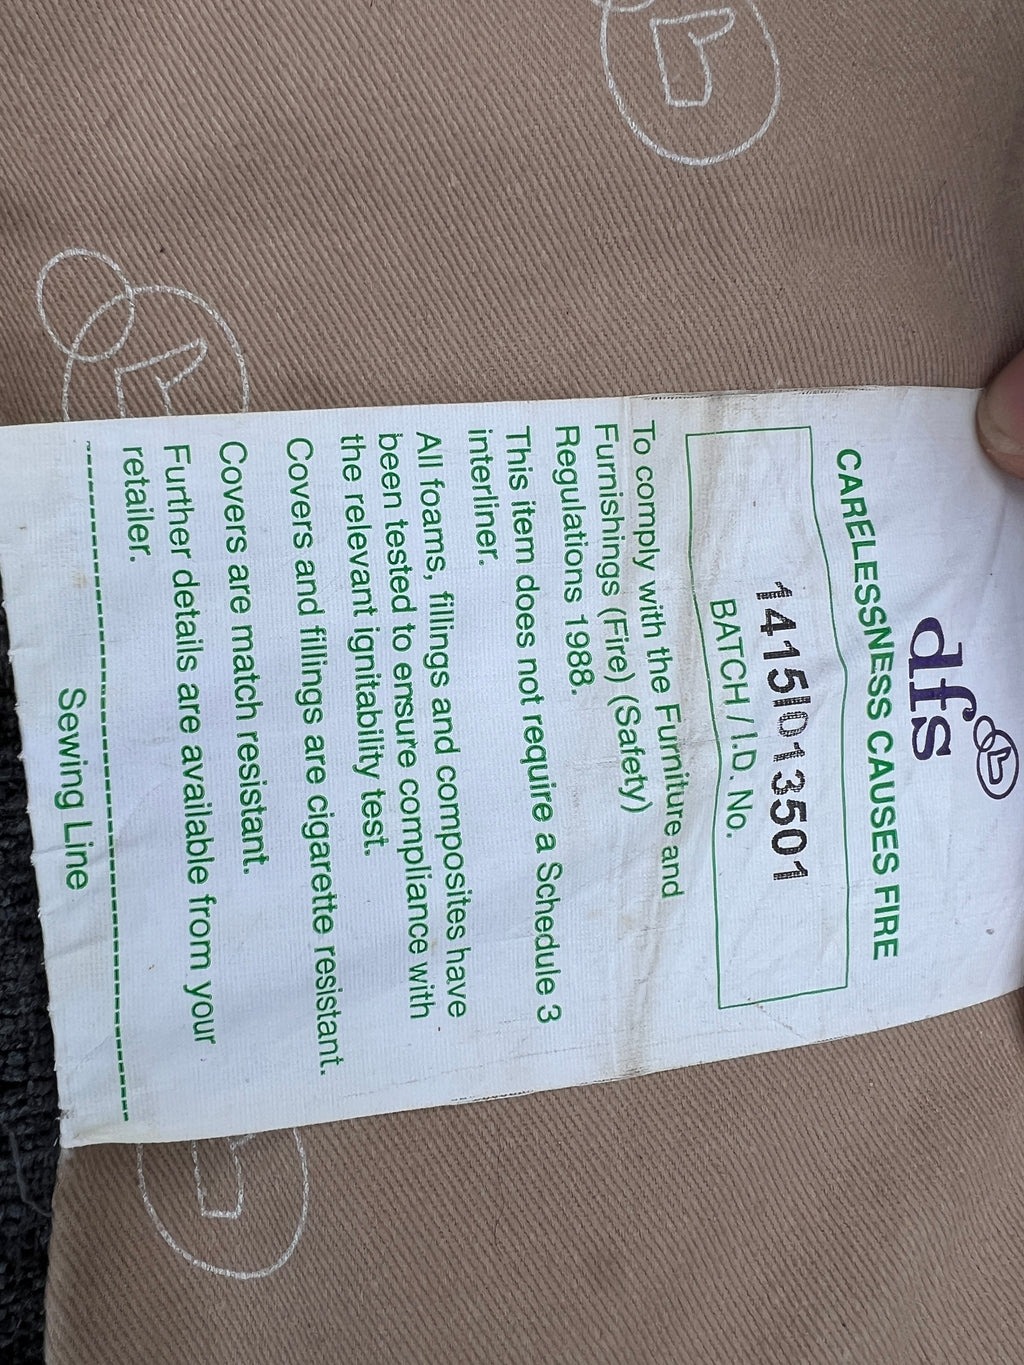 dfs
CARELESSNESS CAUSES FIRE
1415|013501
BATCH / I.D. No.
To comply with the Furniture and
Furnishings (Fire) (Safety)
Regulations 1988.
This item does not require a Schedule 3
interliner.
All foams, fillings and composites have
been tested to ensure compliance with
the relevant ignitability test.
Covers and fillings are cigarette resistant.
Covers are match resistant.
Further details are available from your
retailer.
Sewing Line